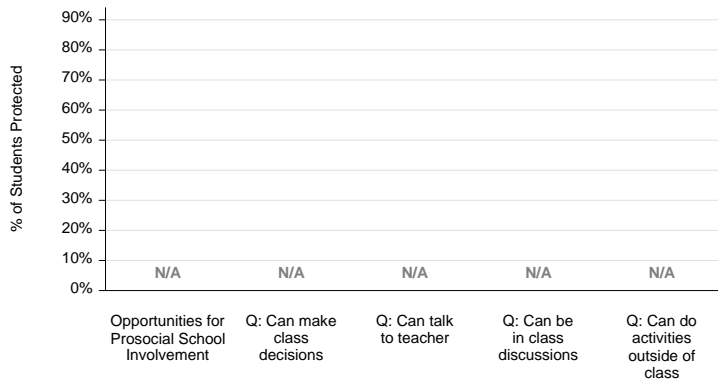 % of Students Protected
90%
80%
70%
60%
50%
40%
30%
20%
10%
0%
N/A N/A N/A N/A N/A
Opportunities for
Prosocial School
Involvement
Q: Can make
class
decisions
Q: Can talk
to teacher
Q: Can be
in class
discussions
Q: Can do
activities
outside of
class